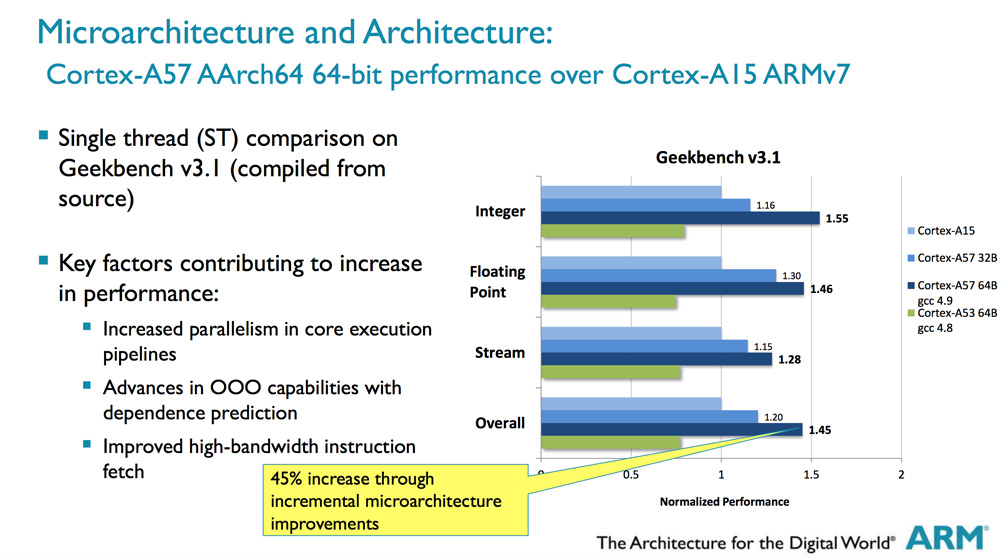 Microarchitecture and Architecture:
Cortex-A57 AArch64 64-bit performance over Cortex-A15 ARMv7
Single thread (ST) comparison on
Geekbench v3.1 (compiled from
source)
Key factors contributing to increase
in performance:
Increased parallelism in core execution
pipelines
Advances in OOO capabilities with
dependence prediction
Improved high-bandwidth instruction
fetch
45% increase through
incremental microarchitecture
improvements
Geekbench v3.1
Integer
1.16
1.55
Floating
Point
1.30
1.46
Stream
1.15
1.28
Overall
1.20
1.45
0
0.5
1
1.5
2
Normalized Performance
Cortex-A15
Cortex-A57 32B
Cortex-A57 64B
gcc 4.9
Cortex-A53 64B
gcc 4.8
The Architecture for the Digital World® ARM